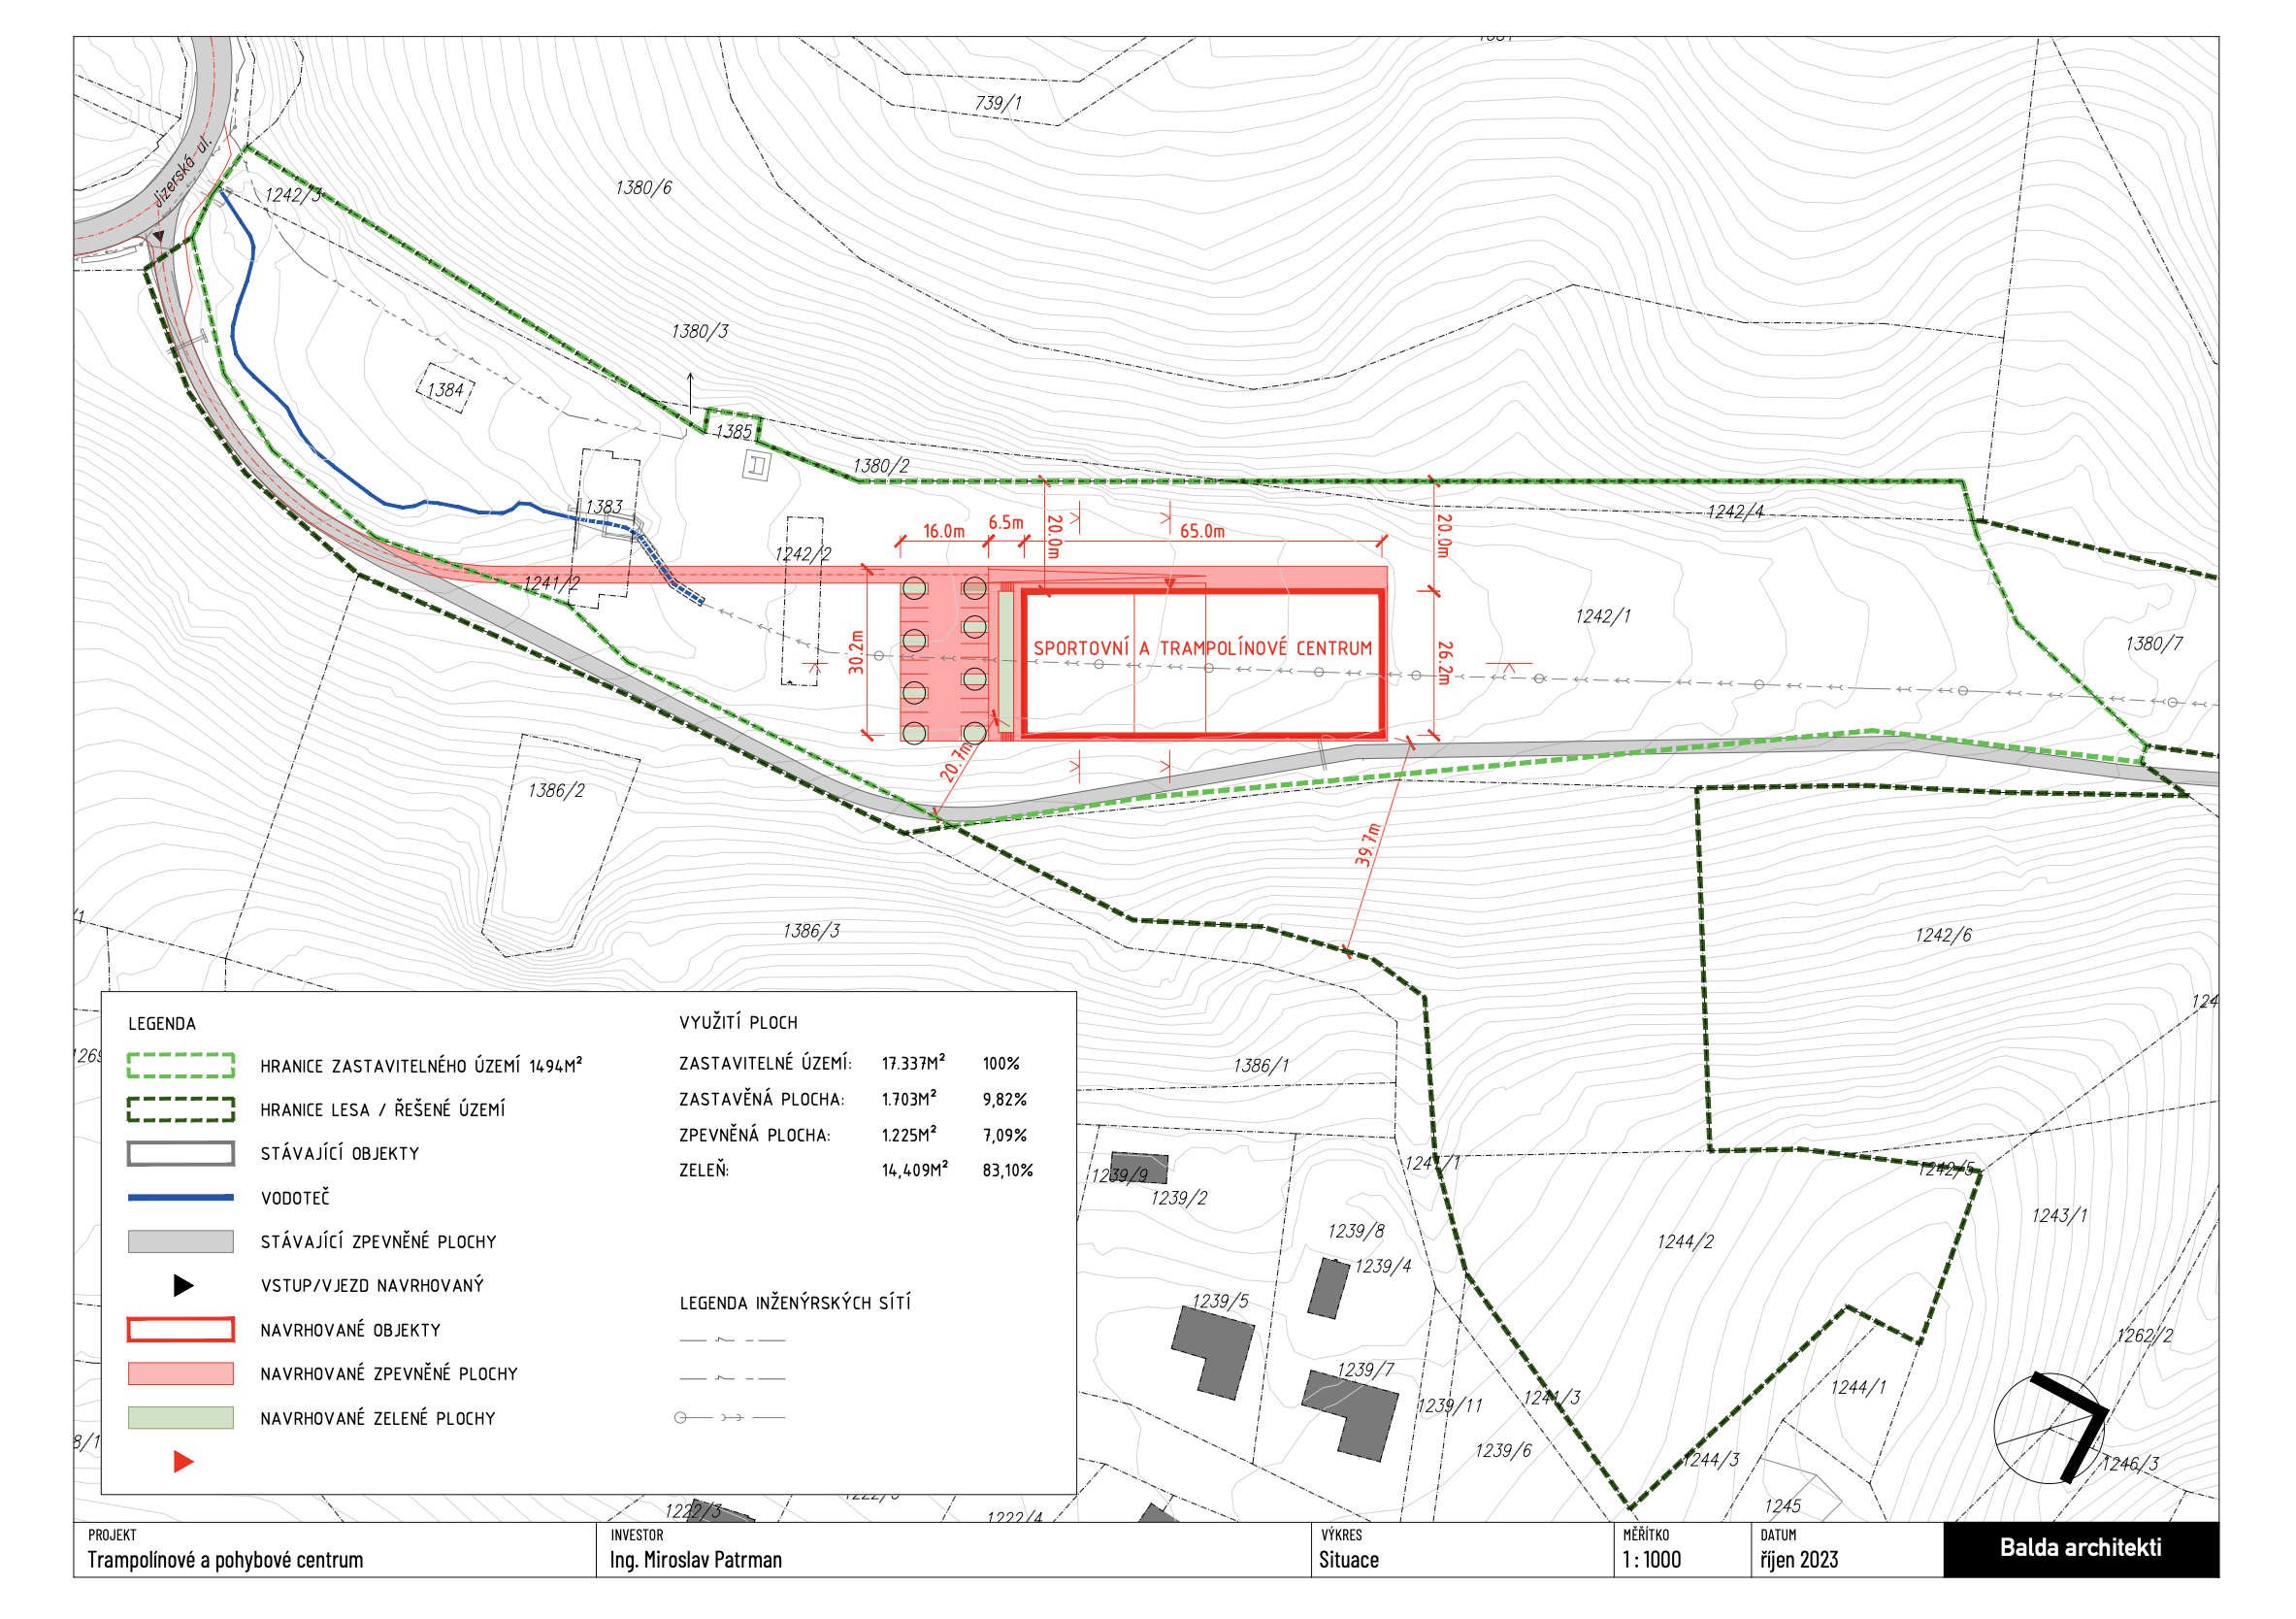 739/1
Jizerská ul.
1242/3
1380/6
1380/3
1384
1385
1380/2
1383
1242/4
1242/2
1241/2
16.0m
6.5m
20.0m
65.0m
20.0m
30.2m
26.2m
SPORTOVNÍ A TRAMPOLÍNOVÉ CENTRUM
1242/1
1380/7
20.7m
39.7m
1386/2
1386/3
1242/6
1386/1
1239/9
1239/2
1241/1
1242/5
1239/8
1239/4
1239/5
1244/2
1243/1
1239/7
1239/11
1241/3
1239/6
1244/1
1244/3
1245
1262/2
1246/3
1222/3
1222/4
LEGENDA
HRANICE ZASTAVITELNÉHO ÚZEMÍ 1494M²
HRANICE LESA / ŘEŠENÉ ÚZEMÍ
STÁVAJÍCÍ OBJEKTY
VODOTEČ
STÁVAJÍCÍ ZPEVNĚNÉ PLOCHY
VSTUP/VJEZD NAVRHOVANÝ
NAVRHOVANÉ OBJEKTY
NAVRHOVANÉ ZPEVNĚNÉ PLOCHY
NAVRHOVANÉ ZELENÉ PLOCHY
VYUŽITÍ PLOCH
ZASTAVITELNÉ ÚZEMÍ: 17.337M² 100%
ZASTAVĚNÁ PLOCHA: 1.703M² 9,82%
ZPEVNĚNÁ PLOCHA: 1.225M² 7,09%
ZELEŇ: 14,409M² 83,10%
LEGENDA INŽENÝRSKÝCH SÍTÍ
PROJEKT
Trampolínové a pohybové centrum
INVESTOR
Ing. Miroslav Patrman
VÝKRES
Situace
MĚŘÍTKO
1 : 1000
DATUM
říjen 2023
Balda architekti